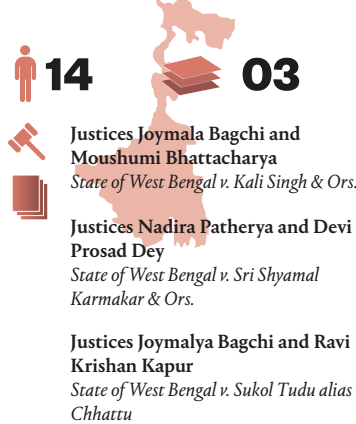 14
03
Justices Joymala Bagchi and
Moushumi Bhattacharya
State of West Bengal v. Kali Singh & Ors.
Justices Nadira Patherya and Devi
Prosad Dey
State of West Bengal v. Sri Shyamal
Karmakar & Ors.
Justices Joymalya Bagchi and Ravi
Krishan Kapur
State of West Bengal v. Sukol Tudu alias
Chhattu